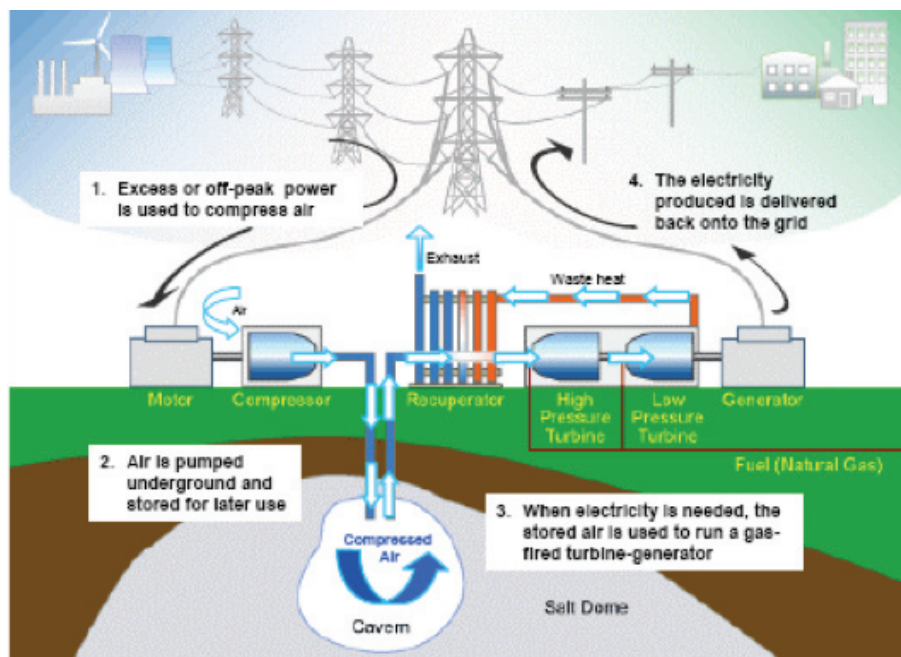 1. Excess or off-peak power
is used to compress air
4. The electricity
produced is delivered
back onto the grid
Exhaust
Waste heat
Air
Motor
Compressor
Recuperator
High
Pressure
Turbine
Low
Pressure
Turbine
Generator
Fuel (Natural Gas)
2. Air is pumped
underground and
stored for later use
3. When electricity is needed, the
stored air is used to run a gas-
fired turbine-generator
Compressed
Air
Cavern
Salt Dome